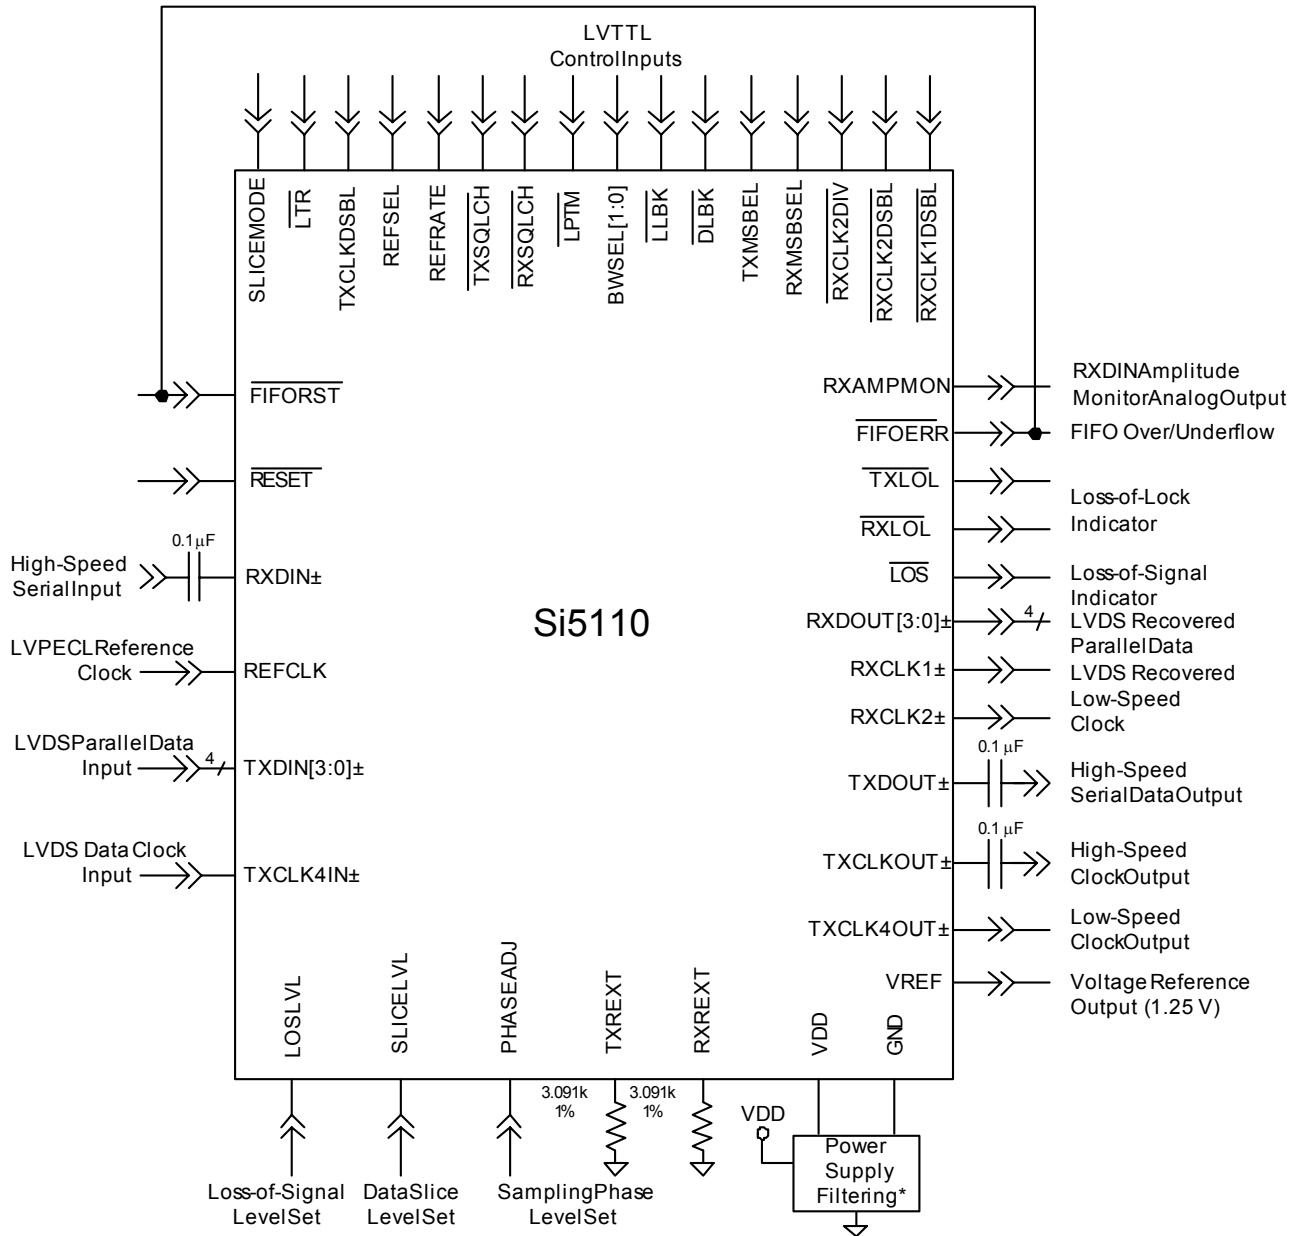 LVTTL
ControlInputs
SLICEMODE
LTR
TXCLKDSBL
REFSEL
REFRATE
TXSQLCH
RXSQLCH
LPTM
BWSEL[1:0]
LLBK
DLBK
TXMSBEL
RXMSBSEL
RXCLK2DIV
RXCLK2DSBL
RXCLK1DSBL
FIFORST
RESET
0.1µF
High-Speed
SerialInput
RXDIN±
LVPECLReference
Clock
REFCLK
LVDSParallelData
Input
4
TXDIN[3:0]±
LVDS DataClock
Input
TXCLK4IN±
Si5110
RXAMPMON
RXDINAmplitude
MonitorAnalogOutput
FIFOERR
FIFO Over/Underflow
TXLOL
RXLOL
Loss-of-Lock
Indicator
LOS
Loss-of-Signal
Indicator
RXDOUT[3:0]±
4
LVDS Recovered
ParallelData
RXCLK1±
LVDS Recovered
Low-Speed
Clock
RXCLK2±
0.1 µF
TXDOUT±
High-Speed
SerialDataOutput
0.1 µF
TXCLKOUT±
High-Speed
ClockOutput
TXCLK4OUT±
Low-Speed
ClockOutput
VREF
Voltage Reference
Output (1.25 V)
LOSLVL
SLICELVL
PHASEADJ
TXREXT
RXREXT
VDD
GND
3.091k
1%
3.091k
1%
VDD
Power
Supply
Filtering*
Loss-of-Signal
LevelSet
DataSlice
LevelSet
SamplingPhase
LevelSet